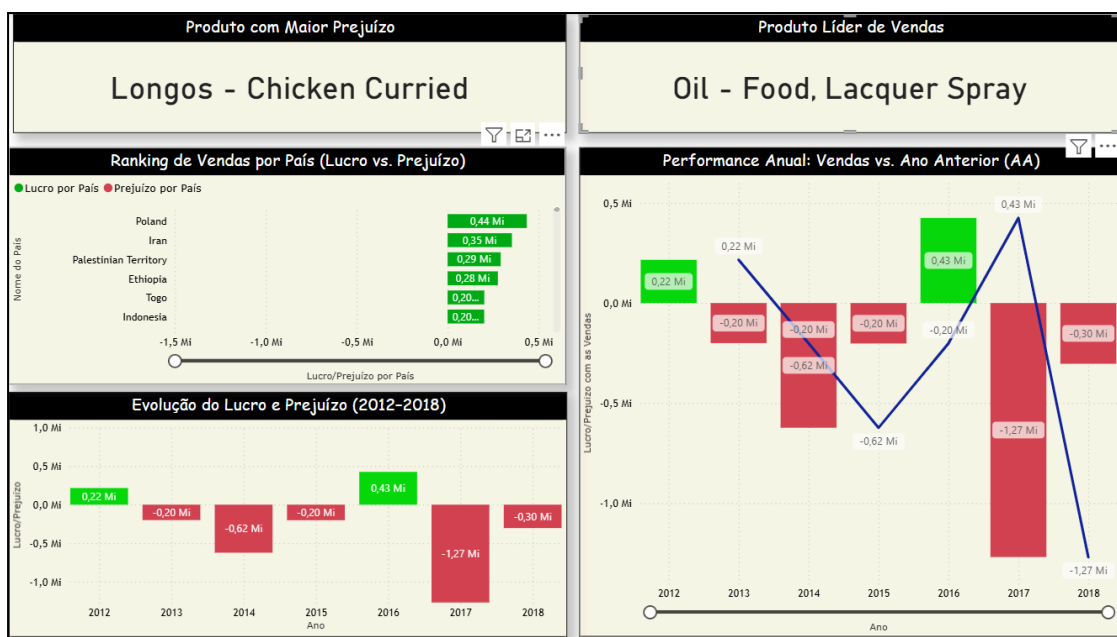 Produto com Maior Prejuízo
Longos - Chicken Curried
Produto Líder de Vendas
Oil - Food, Lacquer Spray
Ranking de Vendas por País (Lucro vs. Prejuízo)
Lucro por País Prejuízo por País
Nome do País
Poland 0,44 Mi
Iran 0,35 Mi
Palestinian Territory 0,29 Mi
Ethiopia 0,28 Mi
Togo 0,20...
Indonesia 0,20...
-1,5 Mi -1,0 Mi -0,5 Mi 0,0 Mi 0,5 Mi
Lucro/Prejuízo por País
Evolução do Lucro e Prejuízo (2012-2018)
Lucro/Prejuízo
1,0 Mi
0,5 Mi
0,0 Mi
-0,5 Mi
-1,0 Mi
0,22 Mi
-0,20 Mi
-0,62 Mi
-0,20 Mi
0,43 Mi
-1,27 Mi
-0,30 Mi
2012 2013 2014 2015 2016 2017 2018
Ano
Performance Anual: Vendas vs. Ano Anterior (AA)
Lucro/Prejuízo com as Vendas
0,5 Mi
0,0 Mi
-0,5 Mi
-1,0 Mi
0,22 Mi
-0,20 Mi
-0,62 Mi
-0,20 Mi
0,43 Mi
-1,27 Mi
-0,30 Mi
0,22 Mi
-0,20 Mi
-0,62 Mi
-0,20 Mi
0,43 Mi
-1,27 Mi
2012 2013 2014 2015 2016 2017 2018
Ano